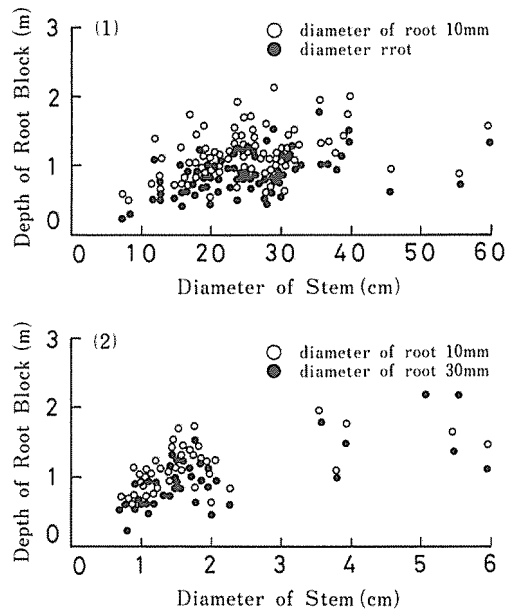 (1)
○ diameter of root 10mm
● diameter rrot
Depth of Root Block (m)
3
2
1
0
0 10 20 30 40 50 60
Diameter of Stem (cm)
(2)
○ diameter of root 10mm
● diameter of root 30mm
Depth of Root Block (m)
3
2
1
0
0 1 2 3 4 5 6
Diameter of Stem (cm)